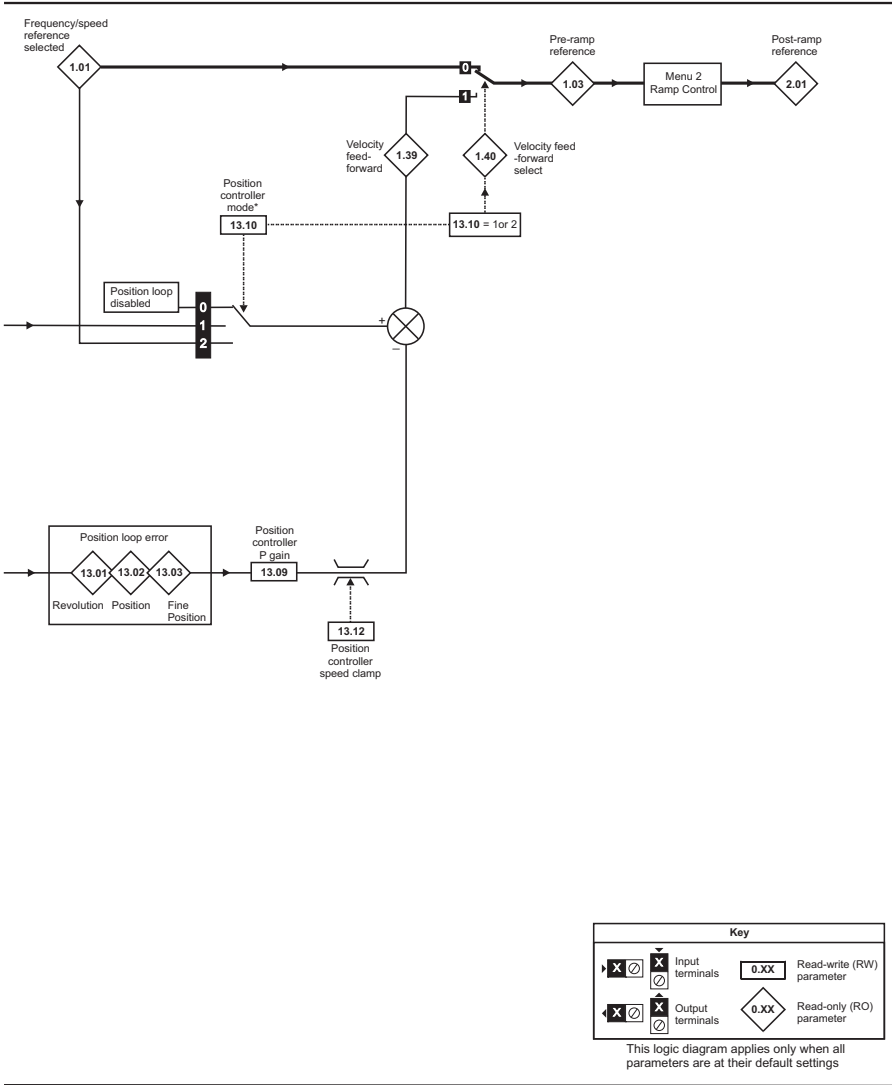 Frequency/speed
reference
selected
1.01
0
1
Pre-ramp
reference
1.03
Menu 2
Ramp Control
Post-ramp
reference
2.01
Velocity
feed-
forward
1.39
1.40
Velocity feed
-forward
select
Position
controller
mode*
13.10
13.10 = 1or 2
Position loop
disabled
0
1
2
+
–
Position loop error
13.01
13.02
13.03
Revolution
Position
Fine
Position
Position
controller
P gain
13.09
13.12
Position
controller
speed clamp
Key
X
X
Input
terminals
0.XX
Read-write (RW)
parameter
X
X
Output
terminals
0.XX
Read-only (RO)
parameter
This logic diagram applies only when all
parameters are at their default settings